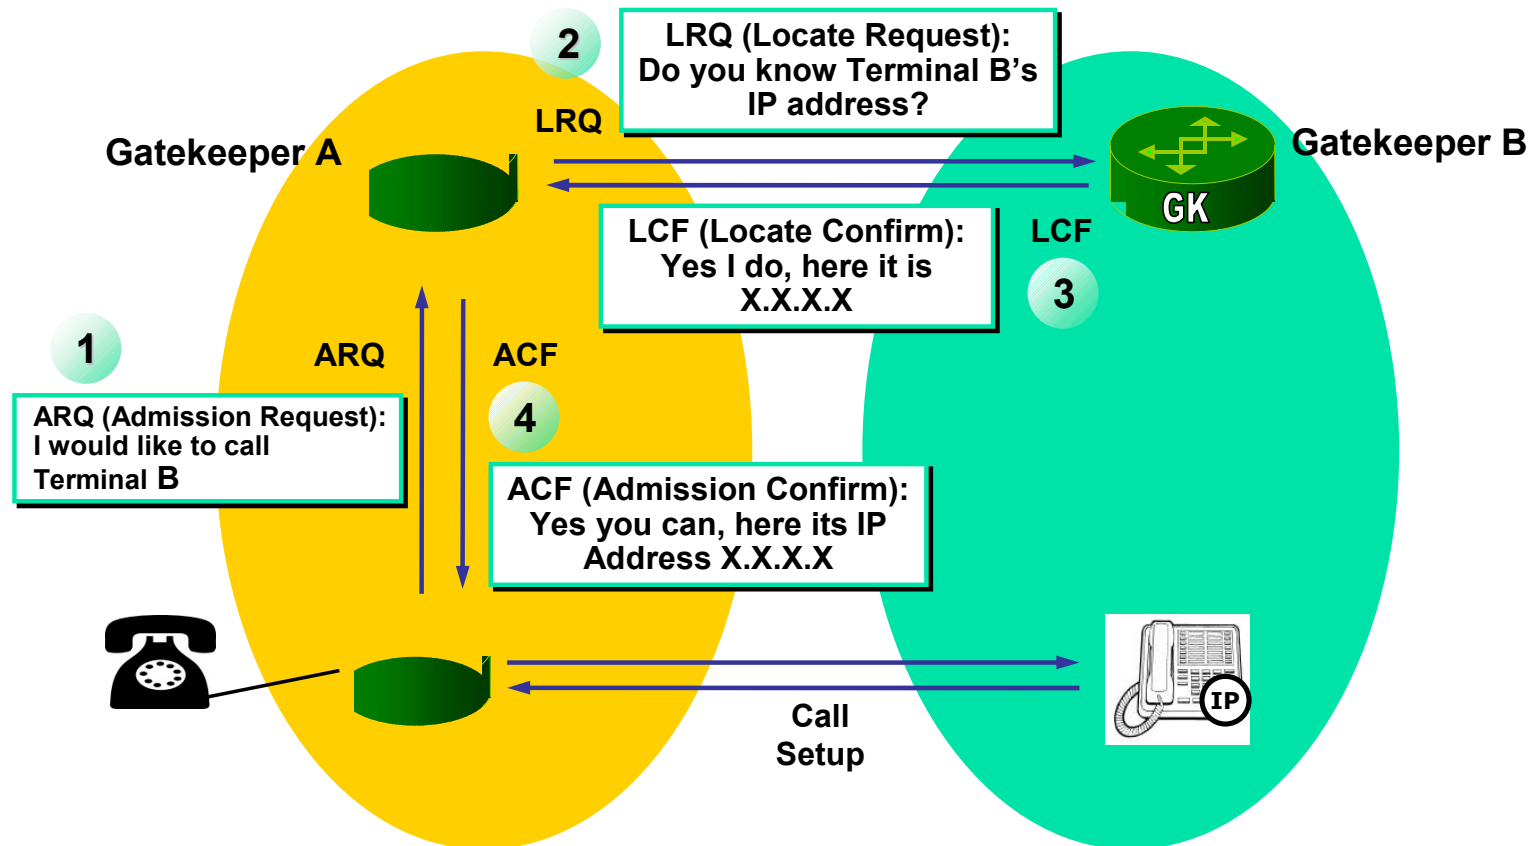 2
LRQ (Locate Request):
Do you know Terminal B’s
IP address?
LRQ
Gatekeeper A
Gatekeeper B
GK
LCF (Locate Confirm):
Yes I do, here it is
X.X.X.X
LCF
3
1
ARQ
ACF
4
ARQ (Admission Request):
I would like to call
Terminal B
ACF (Admission Confirm):
Yes you can, here its IP
Address X.X.X.X
IP
Call
Setup